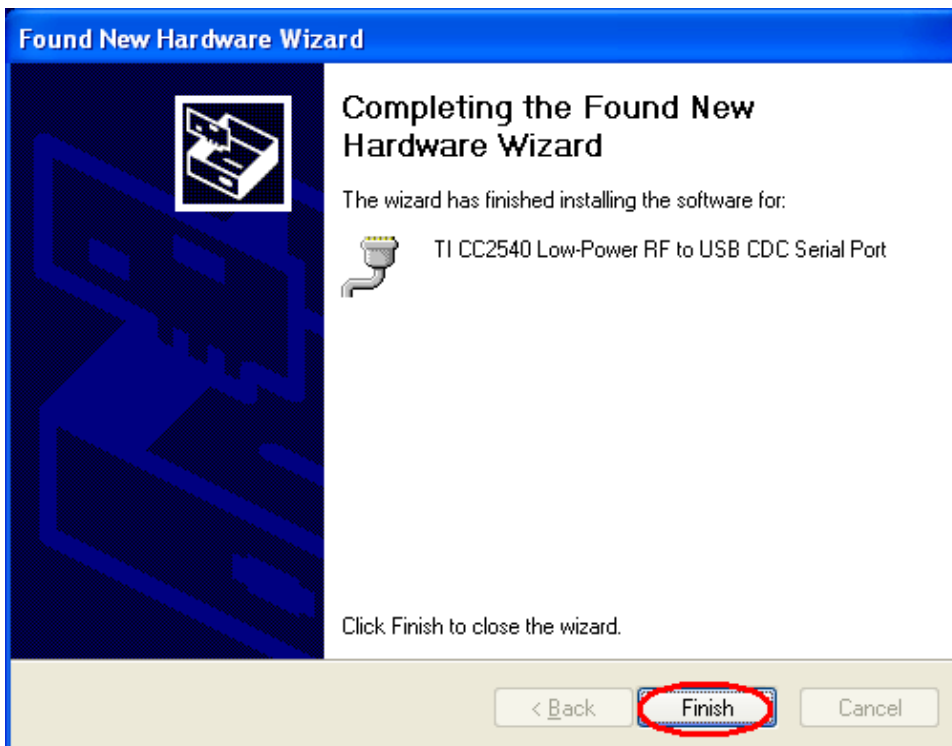 Found New Hardware Wizard
Completing the Found New
Hardware Wizard
The wizard has finished installing the software for:
TI CC2540 Low-Power RF to USB CDC Serial Port
Click Finish to close the wizard.
< Back
Finish
Cancel